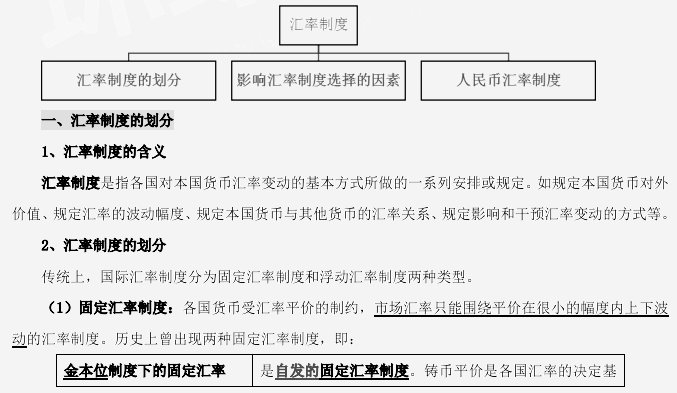 汇率制度
汇率制度的划分 影响汇率制度选择的因素 人民币汇率制度
一、汇率制度的划分
1、汇率制度的含义
汇率制度是指各国对本国货币汇率变动的基本方式所做的一系列安排或规定。如规定本国货币对外
价值、规定汇率的波动幅度、规定本国货币与其他货币的汇率关系、规定影响和干预汇率变动的方式等。
2、汇率制度的划分
传统上，国际汇率制度分为固定汇率制度和浮动汇率制度两种类型。
（1）固定汇率制度：各国货币受汇率平价的制约，市场汇率只能围绕平价在很小的幅度内上下波
动的汇率制度。历史上曾出现两种固定汇率制度，即：
金本位制度下的固定汇率 是自发的固定汇率制度。铸币平价是各国汇率的决定基